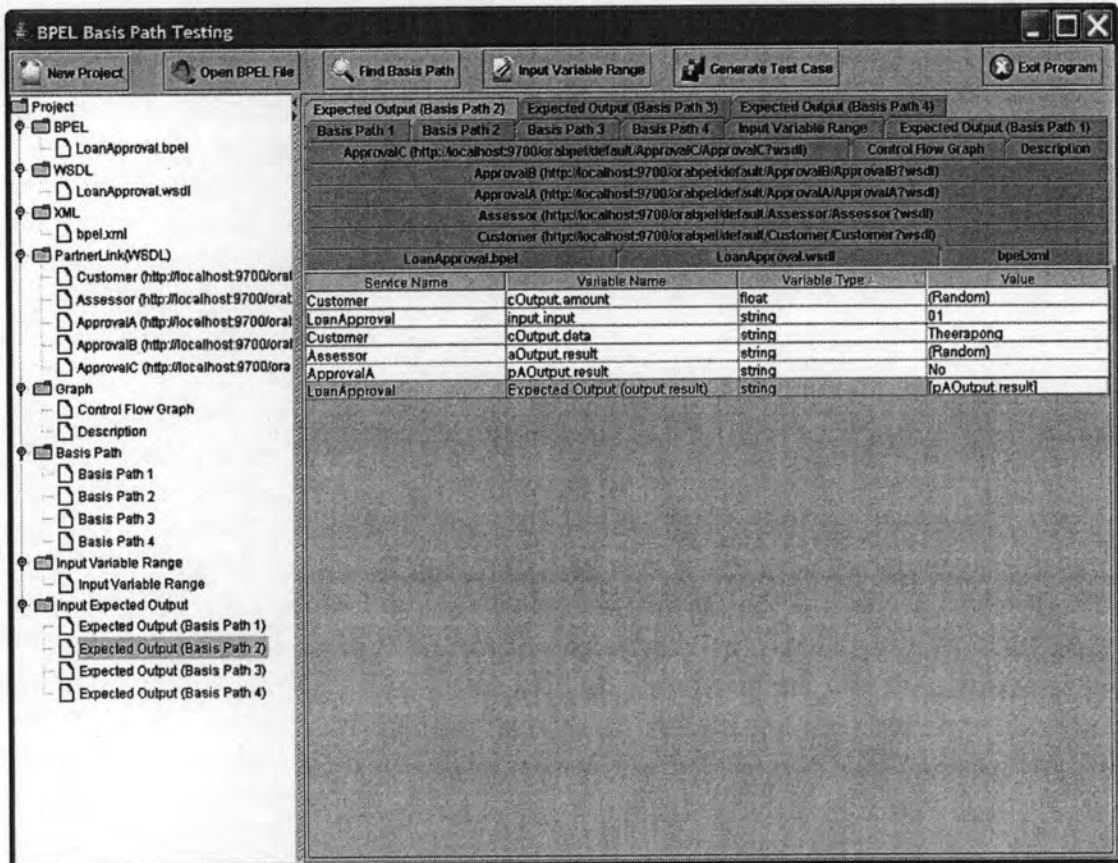 BPEL Basis Path Testing
New Project Open BPEL File Find Basis Path Input Variable Range Generate Test Case Exit Program
Project
BPEL
LoanApproval.bpel
WSDL
LoanApproval.wsdl
XML
bpel.xml
PartnerLink(WSDL)
Customer (http://localhost:9700/oral
Assessor (http://localhost:9700/orat
ApprovalA (http://localhost:9700/oral
ApprovalB (http://localhost:9700/oral
ApprovalC (http://localhost:9700/ora
Graph
Control Flow Graph
Description
Basis Path
Basis Path 1
Basis Path 2
Basis Path 3
Basis Path 4
Input Variable Range
Input Variable Range
Input Expected Output
Expected Output (Basis Path 1)
Expected Output (Basis Path 2)
Expected Output (Basis Path 3)
Expected Output (Basis Path 4)
Expected Output (Basis Path 2) Expected Output (Basis Path 3) Expected Output (Basis Path 4)
Basis Path 1 Basis Path 2 Basis Path 3 Basis Path 4 Input Variable Range Expected Output (Basis Path 1)
ApprovalC (http://localhost:9700/orabpel/default/ApprovalC/ApprovalC?wsdl) Control Flow Graph Description
ApprovalB (http://localhost:9700/orabpel/default/ApprovalB/ApprovalB?wsdl)
ApprovalA (http://localhost:9700/orabpel/default/ApprovalA/ApprovalA?wsdl)
Assessor (http://localhost:9700/orabpel/default/Assessor/Assessor?wsdl)
Customer (http://localhost:9700/orabpel/default/Customer/Customer?wsdl)
LoanApproval.bpel LoanApproval.wsdl bpel.xml
Service Name Variable Name Variable Type Value
Customer cOutput.amount float (Random)
LoanApproval input.input string 01
Customer cOutput.data string Theerapong
Assessor aOutput.result string (Random)
ApprovalA pAOutput.result string No
LoanApproval Expected Output (output.result) string [pAOutput.result]